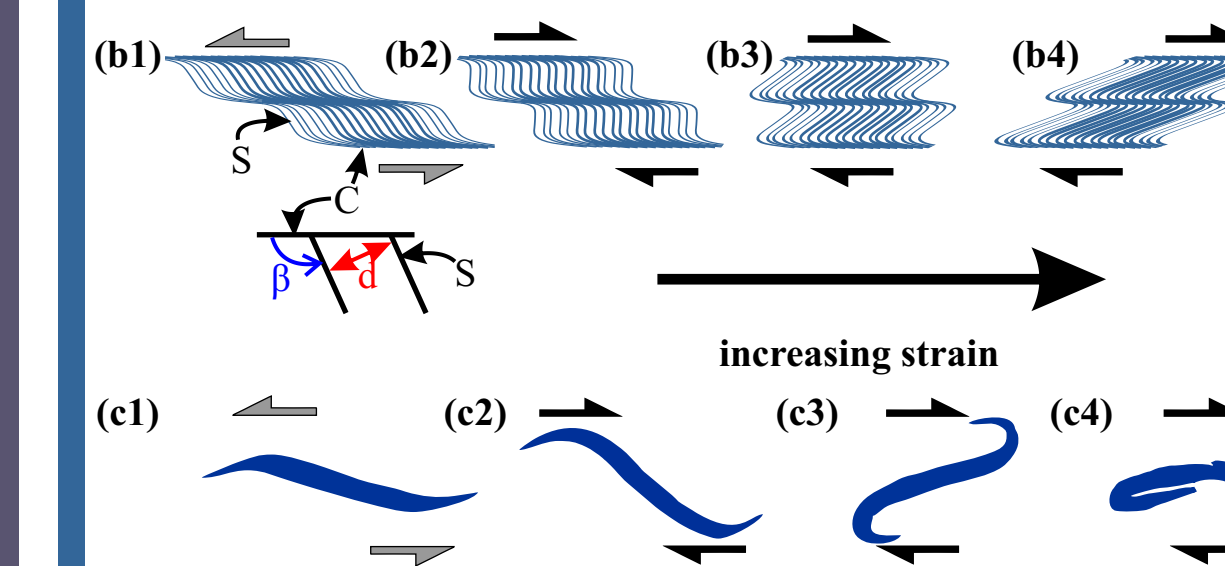 (b1) (b2) (b3) (b4)
S
C
β d S
increasing strain
(c1) (c2) (c3) (c4)